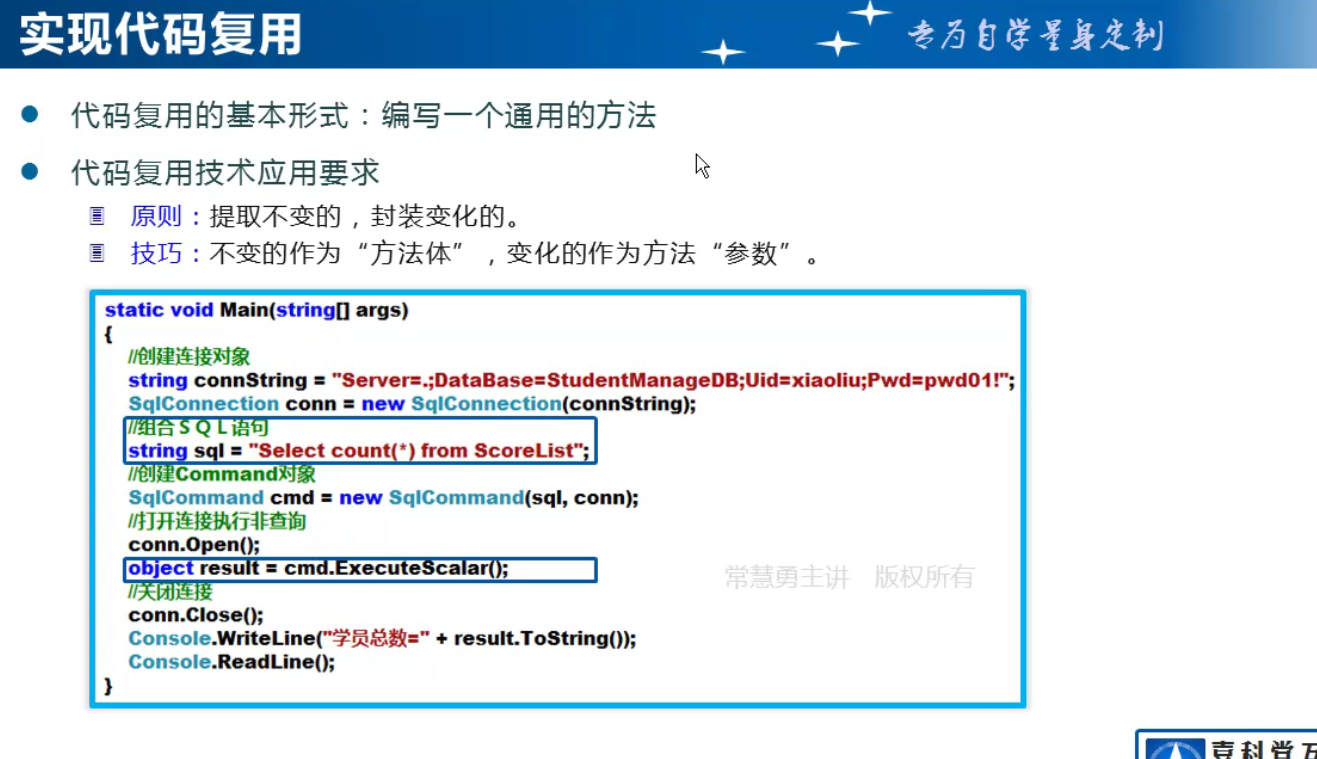 实现代码复用
专为自学量身定制
代码复用的基本形式：编写一个通用的方法
代码复用技术应用要求
原则：提取不变的，封装变化的。
技巧：不变的作为“方法体”，变化的作为方法“参数”。
static void Main(string[] args)
{
//创建连接对象
string connString = "Server=.;DataBase=StudentManageDB;Uid=xiaoliu;Pwd=pwd01!";
SqlConnection conn = new SqlConnection(connString);
//组合ＳＱＬ语句
string sql = "Select count(*) from ScoreList";
//创建Command对象
SqlCommand cmd = new SqlCommand(sql, conn);
//打开连接执行非查询
conn.Open();
object result = cmd.ExecuteScalar();
//关闭连接
conn.Close();
Console.WriteLine("学员总数=" + result.ToString());
Console.ReadLine();
}
常慧勇主讲 版权所有